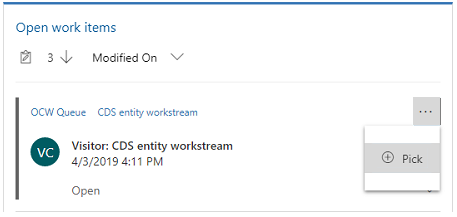 Open work items
3 Modified On
OCW Queue CDS entity workstream
...
VC
Visitor: CDS entity workstream
4/3/2019 4:11 PM
Pick
Open